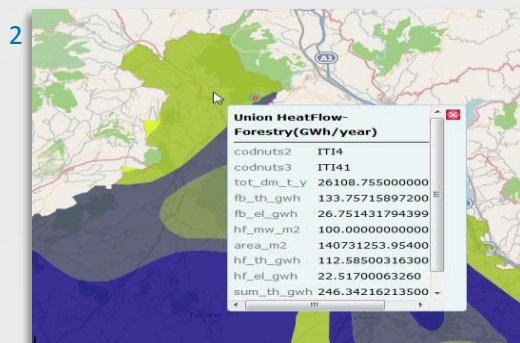 2
A1
Union HeatFlow-
Forestry(GWh/year)
codnuts2 ITI4
codnuts3 ITI41
tot_dm_t_y 26108.755000000
fb_th_gwh 133.75715897200
fb_el_gwh 26.751431794399
hf_mw_m2 100.00000000000
area_m2 140731253.95400
hf_th_gwh 112.58500316300
hf_el_gwh 22.51700063260
sum_th_gwh 246.34216213500